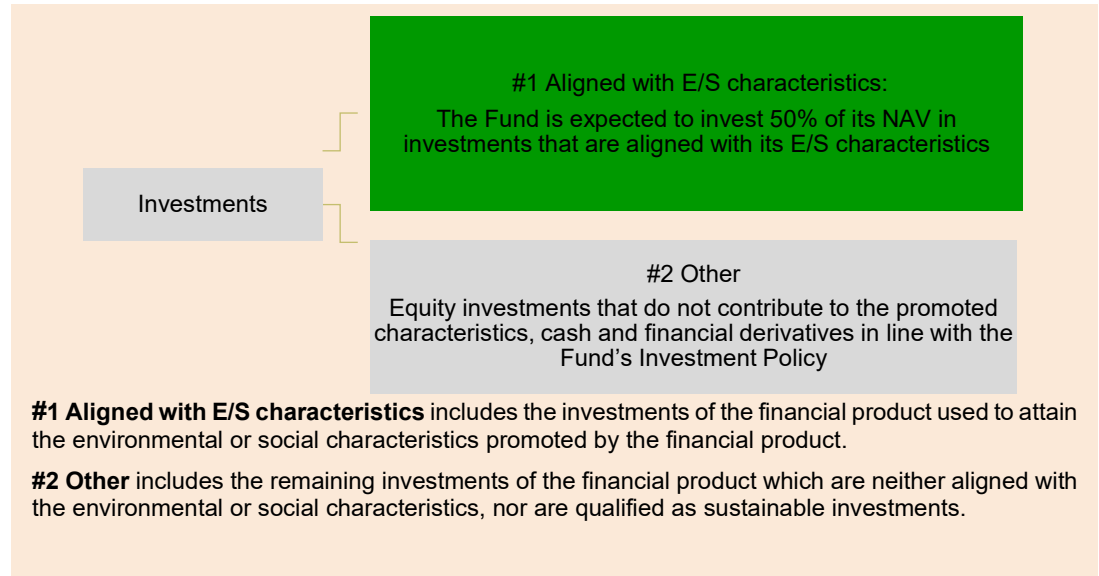 #1 Aligned with E/S characteristics:
The Fund is expected to invest 50% of its NAV in
investments that are aligned with its E/S characteristics
Investments
#2 Other
Equity investments that do not contribute to the promoted
characteristics, cash and financial derivatives in line with the
Fund's Investment Policy
#1 Aligned with E/S characteristics includes the investments of the financial product used to attain
the environmental or social characteristics promoted by the financial product.
#2 Other includes the remaining investments of the financial product which are neither aligned with
the environmental or social characteristics, nor are qualified as sustainable investments.